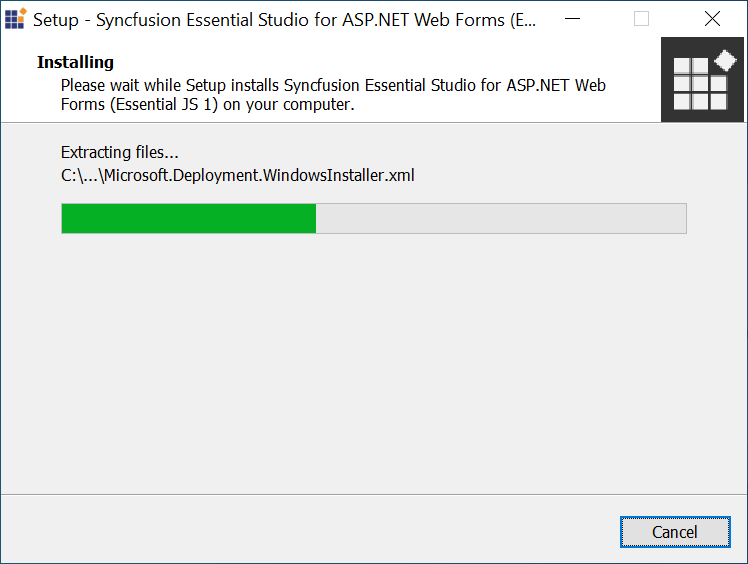 Setup - Syncfusion Essential Studio for ASP.NET Web Forms (E...
Installing
Please wait while Setup installs Syncfusion Essential Studio for ASP.NET Web
Forms (Essential JS 1) on your computer.
Extracting files...
C:\...\Microsoft.Deployment.WindowsInstaller.xml
Cancel